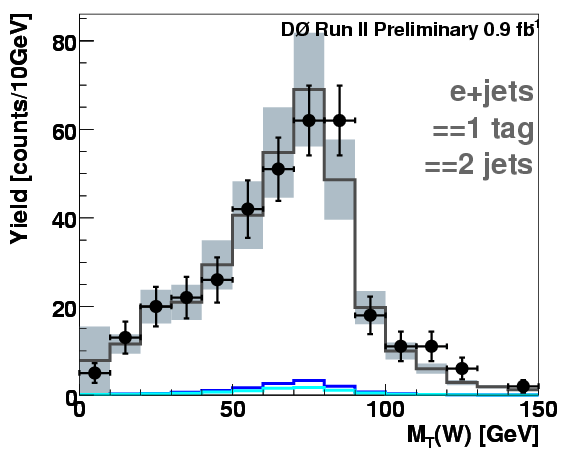 DØ Run II Preliminary 0.9 fb⁻¹
e+jets
==1 tag
==2 jets
Yield [counts/10GeV]
80
60
40
20
0
0 50 100 150
M_T(W) [GeV]